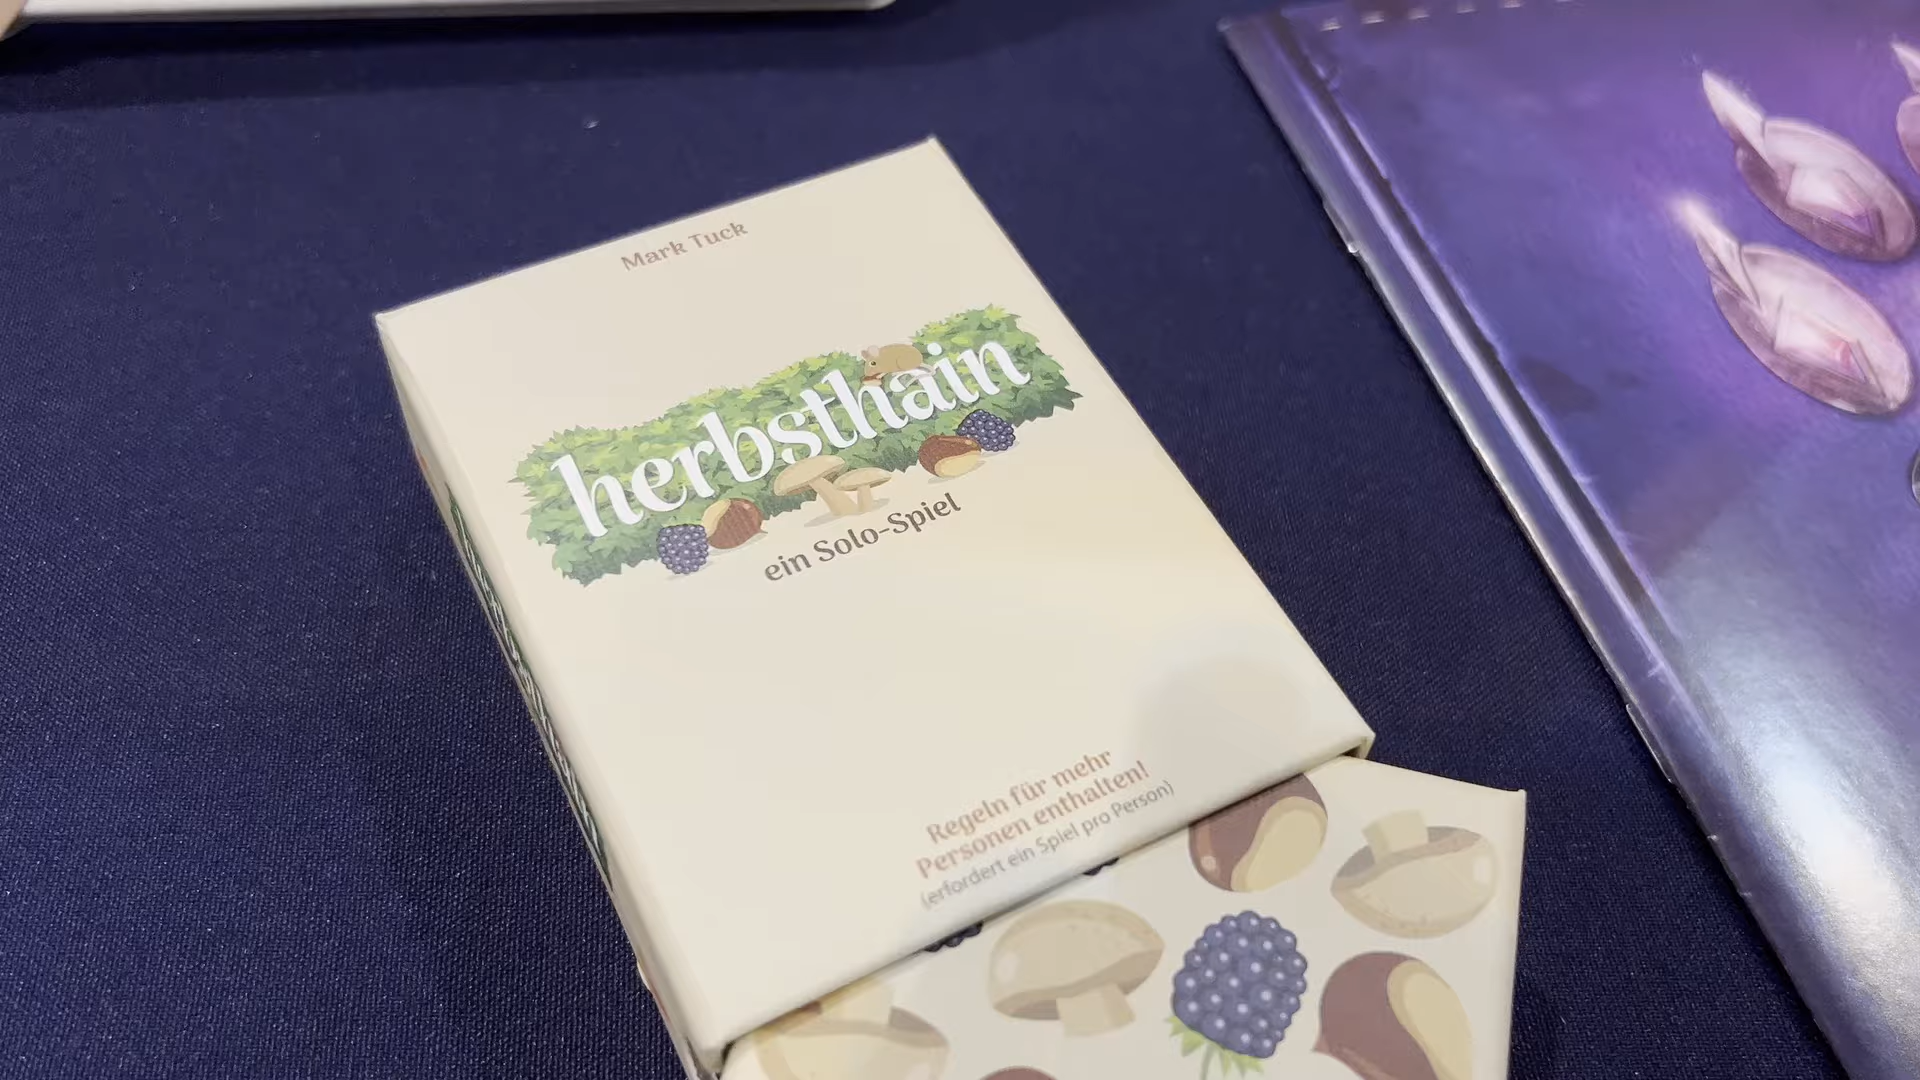 Mark Tuck
herbsthain
ein Solo-Spiel
Regeln für mehr
Personen enthalten!
(erfordert ein Spiel pro Person)